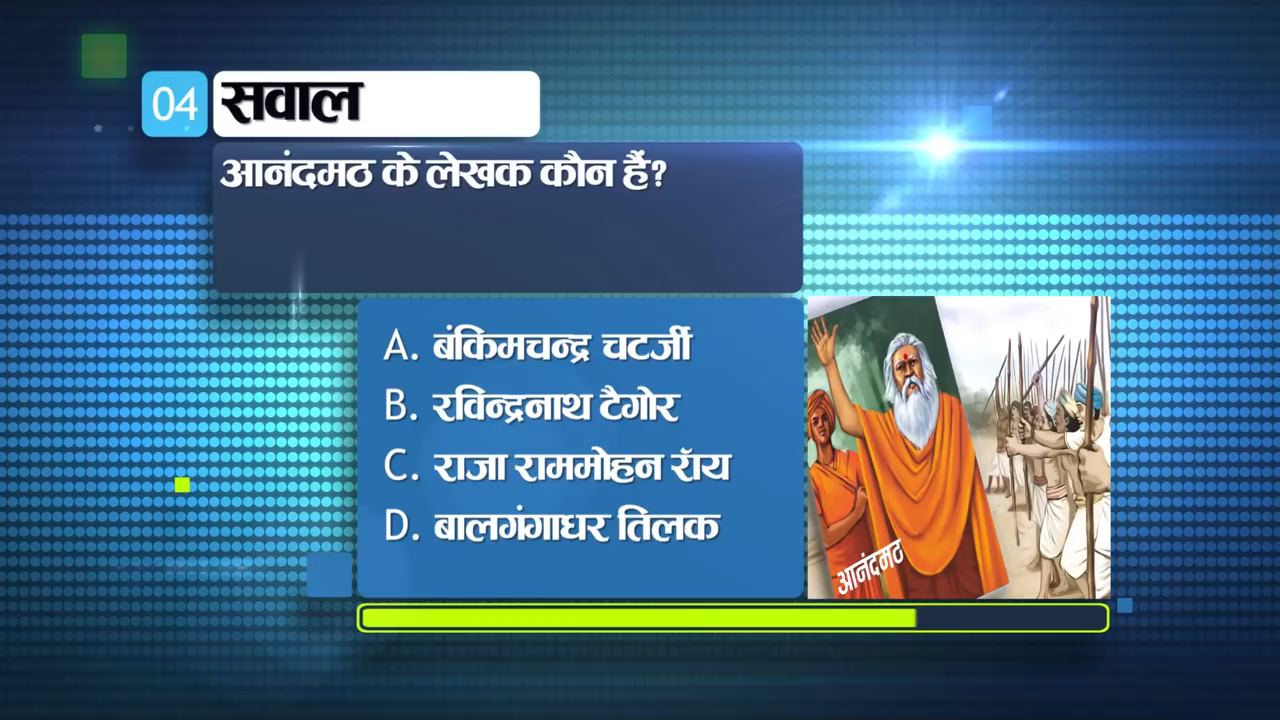 04 सवाल
आनंदमठ के लेखक कौन हैं?
A. बंकिमचन्द्र चटर्जी
B. रविन्द्रनाथ टैगोर
C. राजा राममोहन रॉय
D. बालगंगाधर तिलक
आनंदमठ